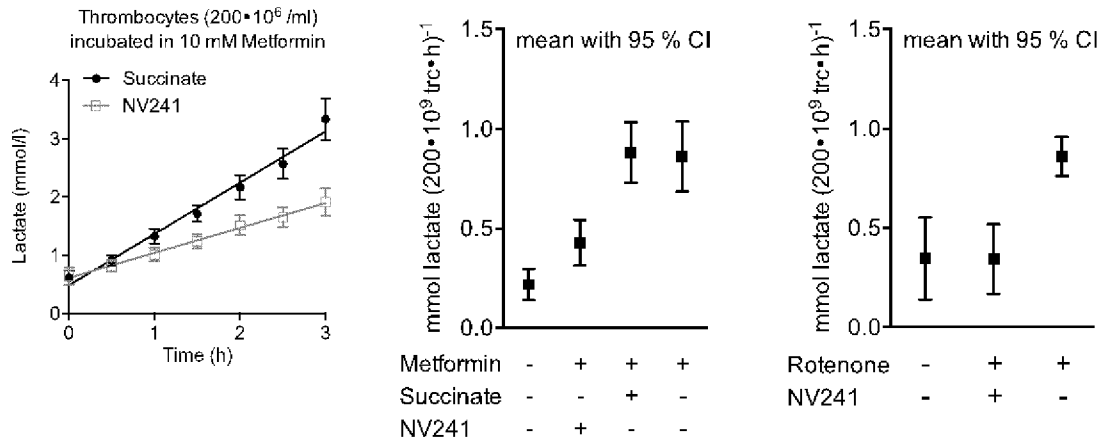 Thrombocytes (200•10⁶ /ml)
incubated in 10 mM Metformin
Succinate
NV241
Lactate (mmol/l)
4
3
2
1
0
0 1 2 3
Time (h)
mean with 95 % CI
mmol lactate (200•10⁹ trc•h)⁻¹
1.5
1.0
0.5
0.0
Metformin - + + +
Succinate - - + -
NV241 - + - -
mean with 95 % CI
mmol lactate (200•10⁹ trc•h)⁻¹
1.5
1.0
0.5
0.0
Rotenone - + +
NV241 - + -